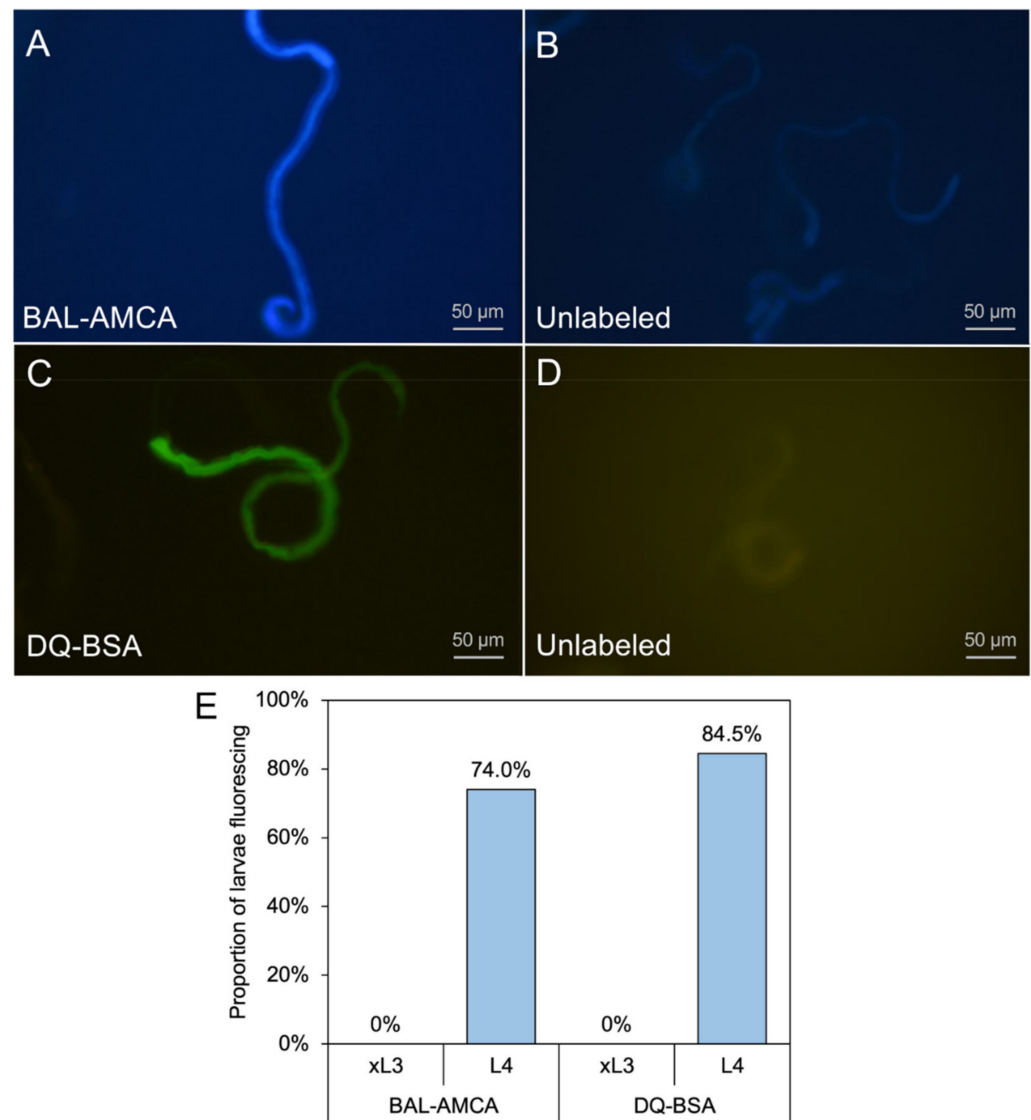 A
BAL-AMCA
50 µm
B
Unlabeled
50 µm
C
DQ-BSA
50 µm
D
Unlabeled
50 µm
E
Proportion of larvae fluorescing
100%
80%
60%
40%
20%
0%
0%
74.0%
0%
84.5%
xL3
L4
xL3
L4
BAL-AMCA
DQ-BSA